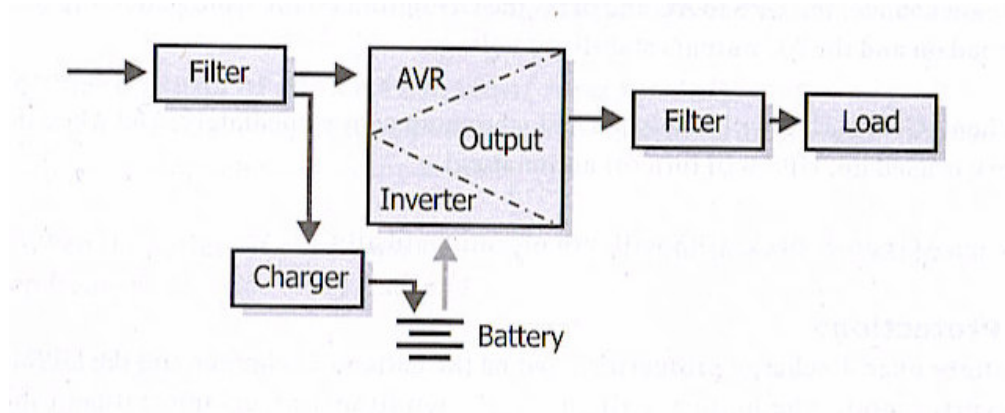 Filter
AVR
Output
Inverter
Filter
Load
Charger
Battery